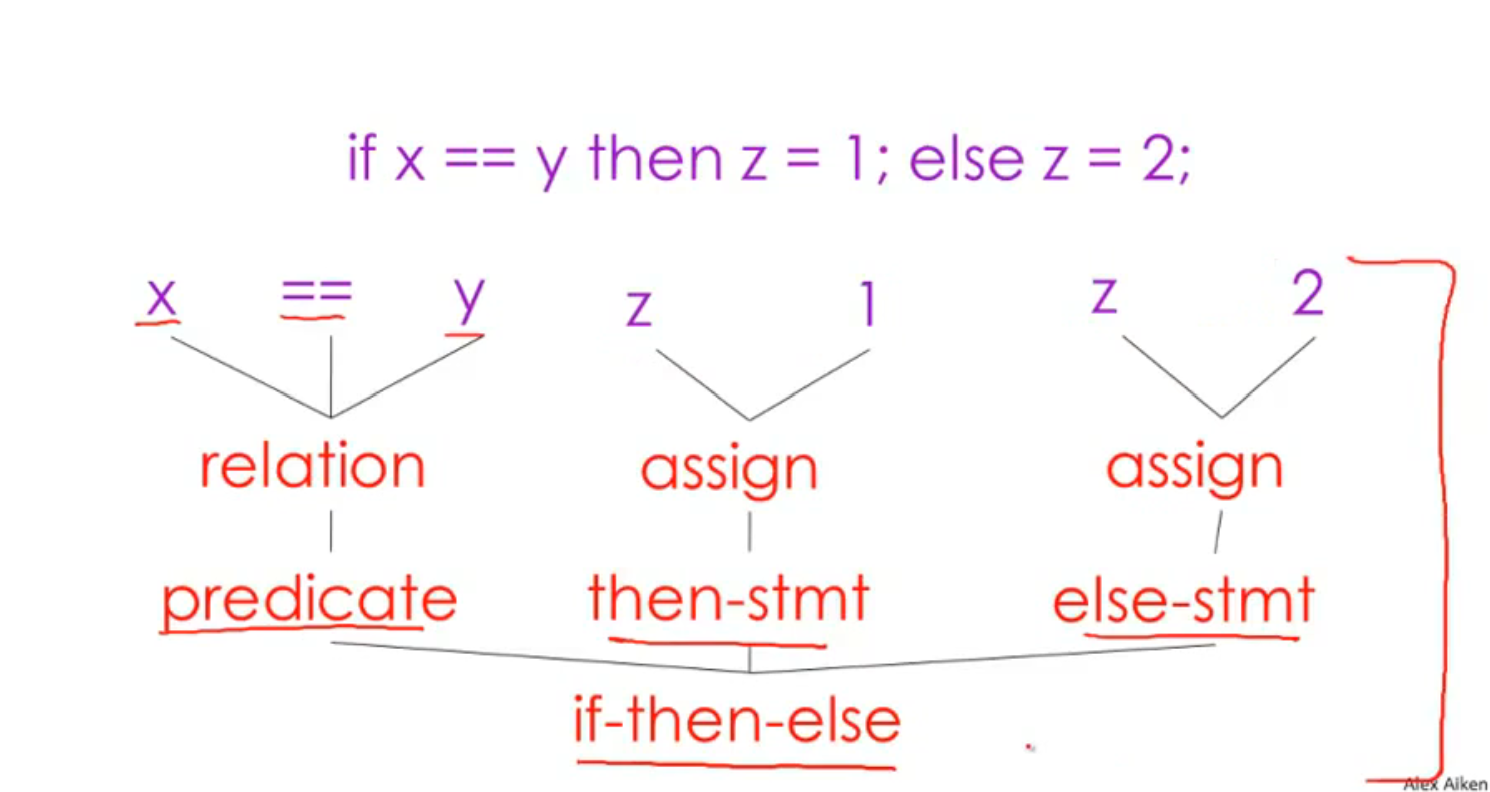 if x == y then z = 1; else z = 2;
x == y z 1 z 2
relation assign assign
predicate then-stmt else-stmt
if-then-else
Alex Aiken